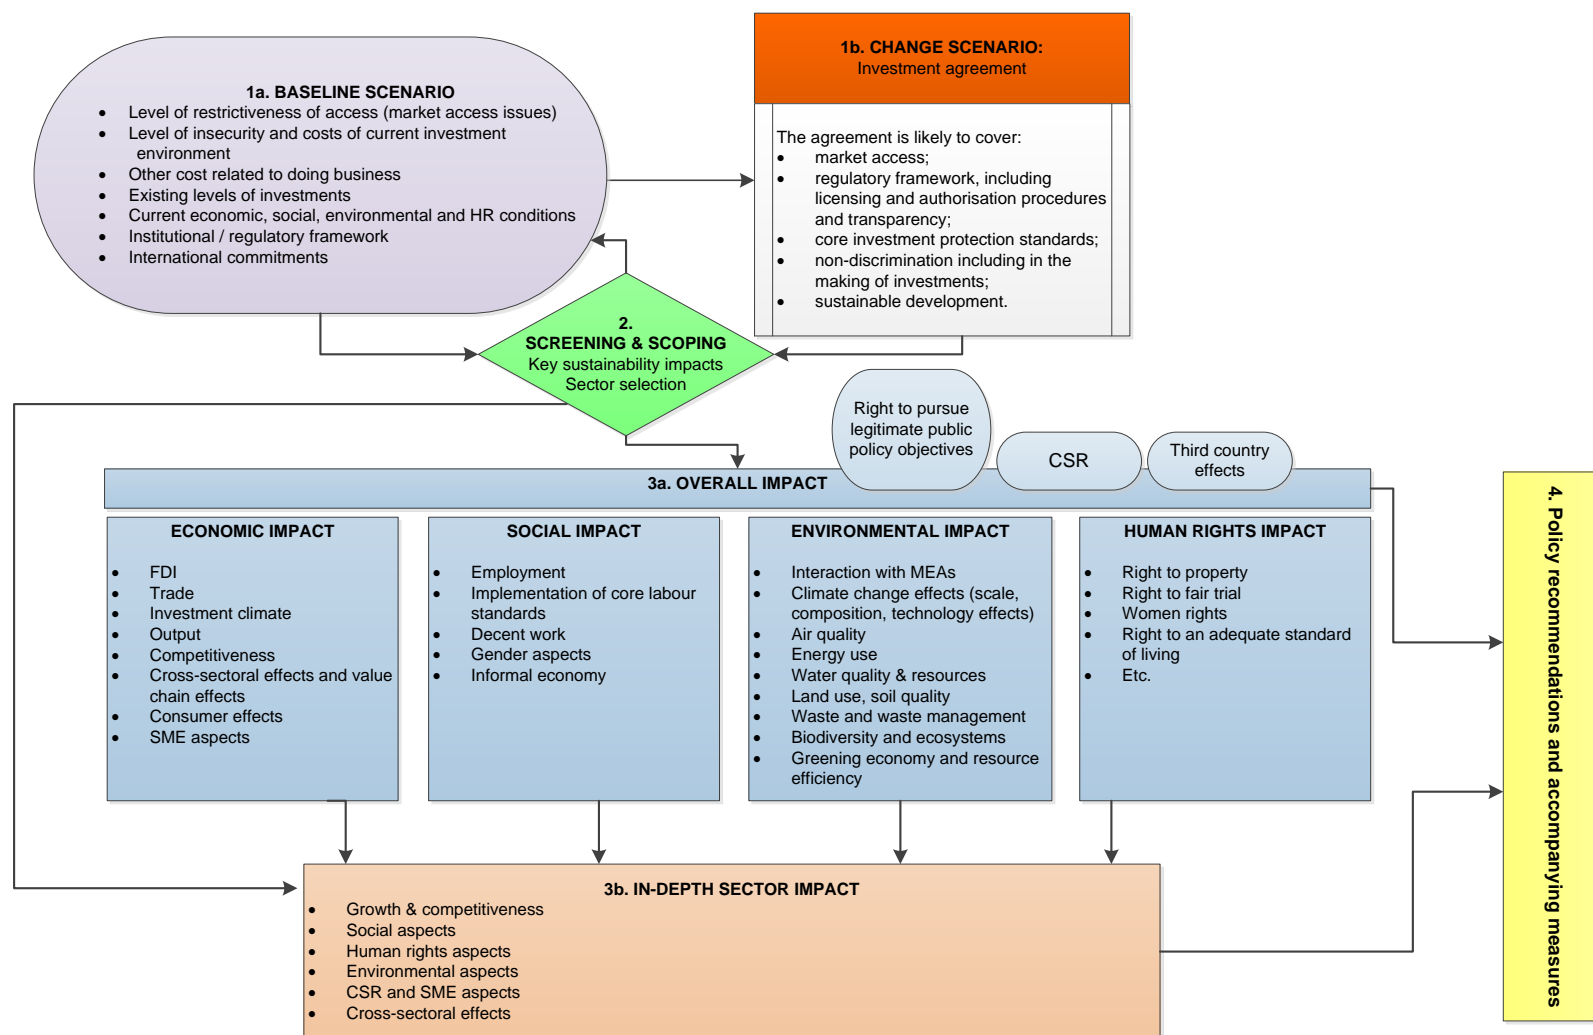 1a. BASELINE SCENARIO
• Level of restrictiveness of access (market access issues)
• Level of insecurity and costs of current investment
environment
• Other cost related to doing business
• Existing levels of investments
• Current economic, social, environmental and HR conditions
• Institutional / regulatory framework
• International commitments
1b. CHANGE SCENARIO:
Investment agreement
The agreement is likely to cover:
• market access;
• regulatory framework, including
licensing and authorisation procedures
and transparency;
• core investment protection standards;
• non-discrimination including in the
making of investments;
• sustainable development.
2.
SCREENING & SCOPING
Key sustainability impacts
Sector selection
Right to pursue
legitimate public
policy objectives
CSR
Third country
effects
3a. OVERALL IMPACT
ECONOMIC IMPACT
• FDI
• Trade
• Investment climate
• Output
• Competitiveness
• Cross-sectoral effects and value
chain effects
• Consumer effects
• SME aspects
SOCIAL IMPACT
• Employment
• Implementation of core labour
standards
• Decent work
• Gender aspects
• Informal economy
ENVIRONMENTAL IMPACT
• Interaction with MEAs
• Climate change effects (scale,
composition, technology effects)
• Air quality
• Energy use
• Water quality & resources
• Land use, soil quality
• Waste and waste management
• Biodiversity and ecosystems
• Greening economy and resource
efficiency
HUMAN RIGHTS IMPACT
• Right to property
• Right to fair trial
• Women rights
• Right to an adequate standard
of living
• Etc.
3b. IN-DEPTH SECTOR IMPACT
• Growth & competitiveness
• Social aspects
• Human rights aspects
• Environmental aspects
• CSR and SME aspects
• Cross-sectoral effects
4. Policy recommendations and accompanying measures